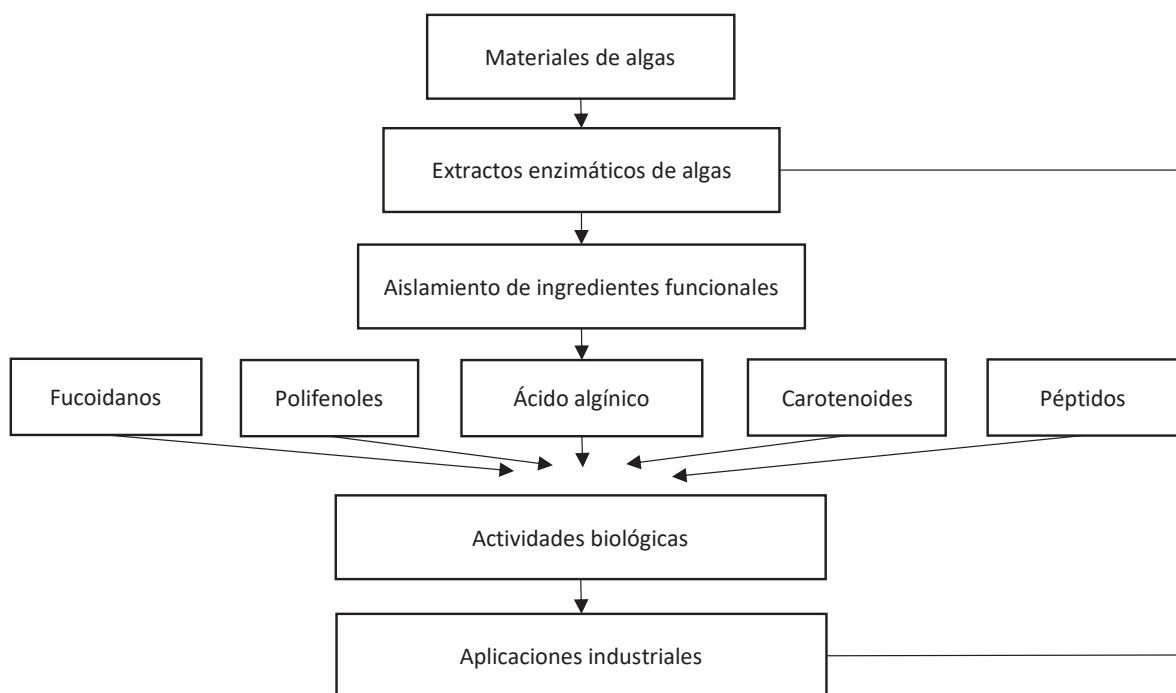 Materiales de algas
Extractos enzimáticos de algas
Aislamiento de ingredientes funcionales
Fucoidanos
Polifenoles
Ácido algínico
Carotenoides
Péptidos
Actividades biológicas
Aplicaciones industriales